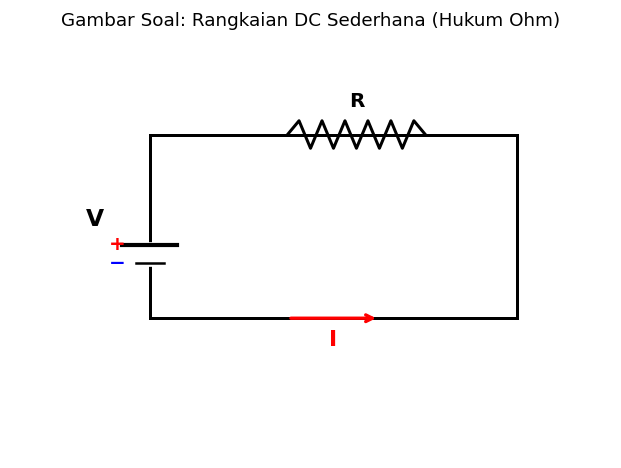 Gambar Soal: Rangkaian DC Sederhana (Hukum Ohm)
R
V
+
−
I